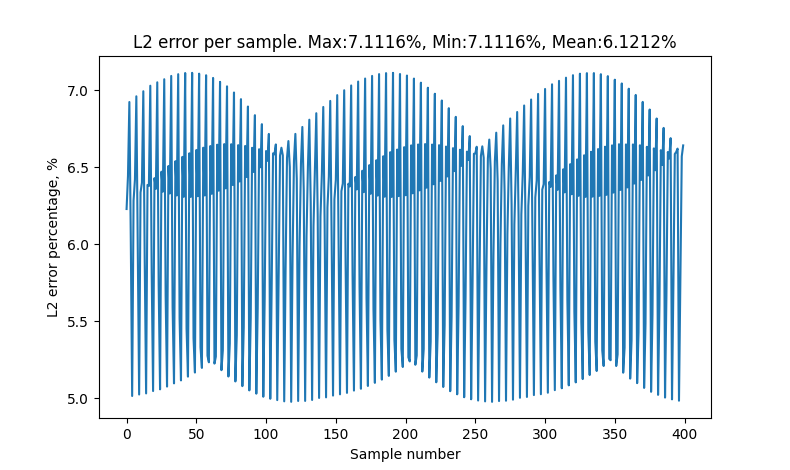 L2 error per sample. Max:7.1116%, Min:7.1116%, Mean:6.1212%
L2 error percentage, %
7.0
6.5
6.0
5.5
5.0
0 50 100 150 200 250 300 350 400
Sample number